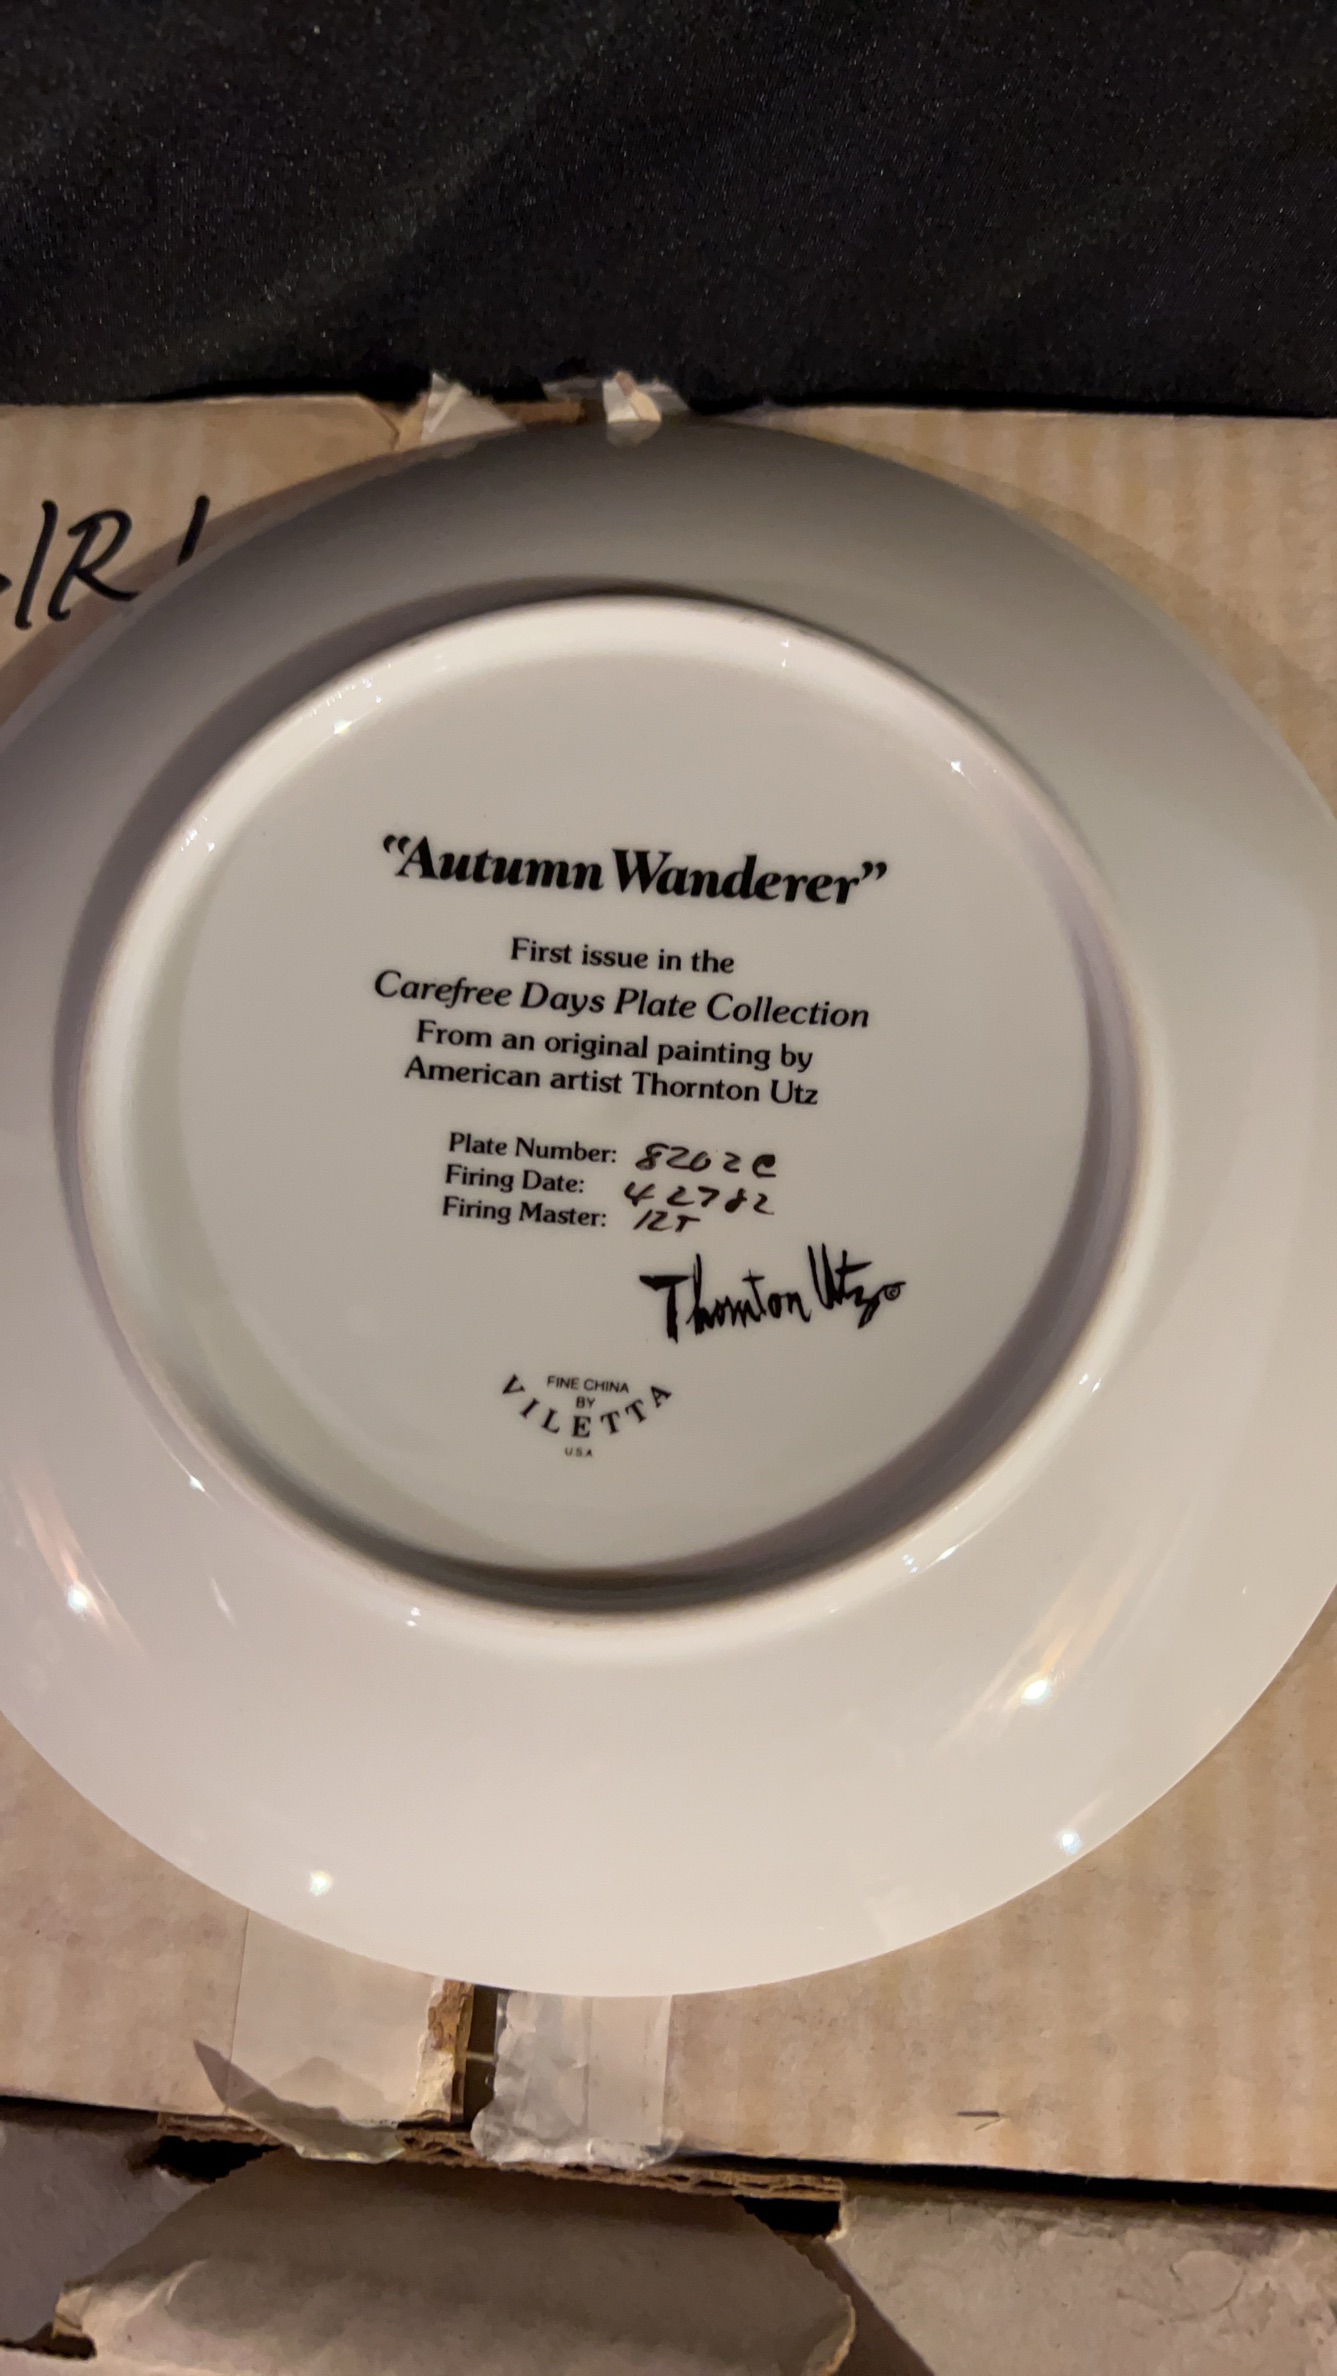 "Autumn Wanderer"
First issue in the
Carefree Days Plate Collection
From an original painting by
American artist Thornton Utz
Plate Number: 8202C
Firing Date: 42782
Firing Master:
Thornton Utz ©
FINE CHINA
BY
VILETTA
USA